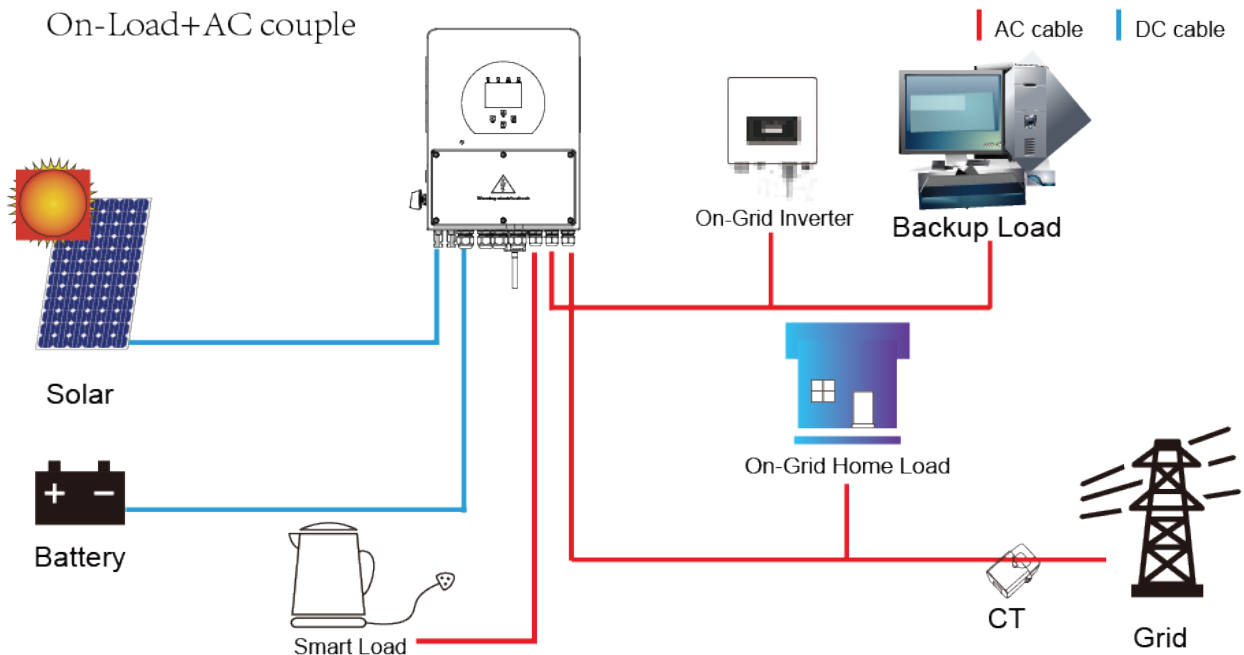 On-Load+AC couple
AC cable
DC cable
On-Grid Inverter
Backup Load
Solar
On-Grid Home Load
Battery
Smart Load
CT
Grid